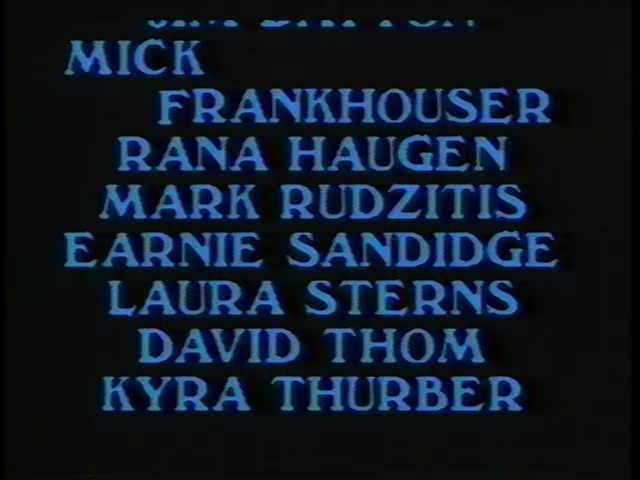 MICK
FRANKHOUSER
RANA HAUGEN
MARK RUDZITIS
EARNIE SANDIDGE
LAURA STERNS
DAVID THOM
KYRA THURBER